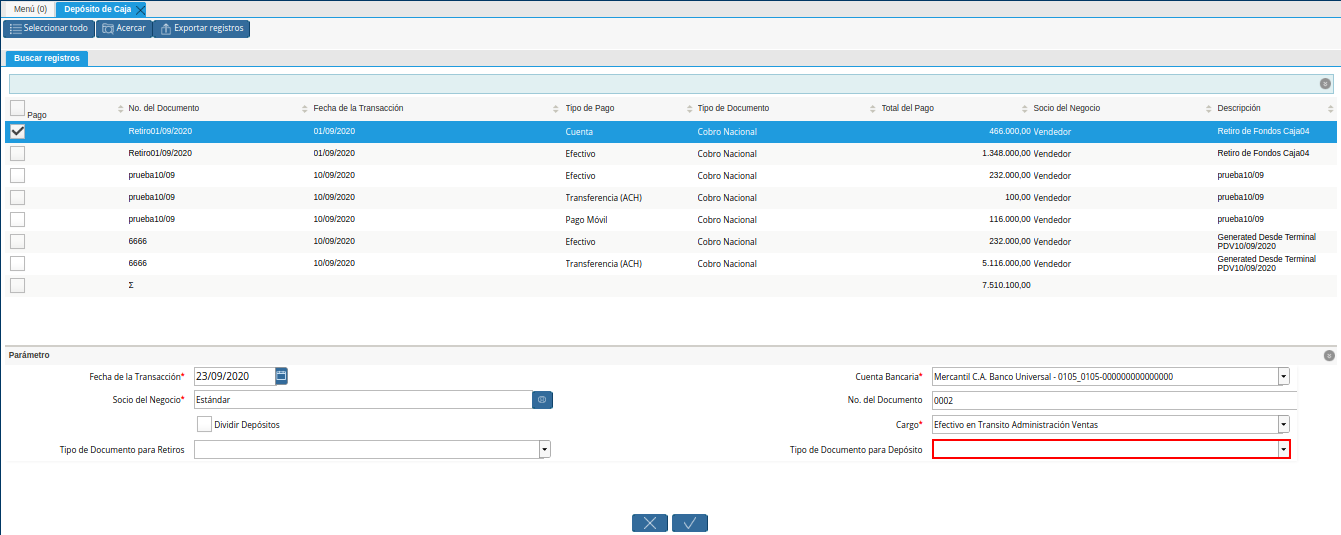 Menú (0) Depósito de Caja
Seleccionar todo Acercar Exportar registros
Buscar registros
Pago No. del Documento Fecha de la Transacción Tipo de Pago Tipo de Documento Total del Pago Socio del Negocio Descripción
Retiro01/09/2020 01/09/2020 Cuenta Cobro Nacional 466.000,00 Vendedor Retiro de Fondos Caja04
Retiro01/09/2020 01/09/2020 Efectivo Cobro Nacional 1.348.000,00 Vendedor Retiro de Fondos Caja04
prueba10/09 10/09/2020 Efectivo Cobro Nacional 232.000,00 Vendedor prueba10/09
prueba10/09 10/09/2020 Transferencia (ACH) Cobro Nacional 100,00 Vendedor prueba10/09
prueba10/09 10/09/2020 Pago Móvil Cobro Nacional 116.000,00 Vendedor prueba10/09
6666 10/09/2020 Efectivo Cobro Nacional 232.000,00 Vendedor Generated Desde Terminal
PDV10/09/2020
6666 10/09/2020 Transferencia (ACH) Cobro Nacional 5.116.000,00 Vendedor Generated Desde Terminal
PDV10/09/2020
Σ 7.510.100,00
Parámetro
Fecha de la Transacción* 23/09/2020 Cuenta Bancaria* Mercantil C.A. Banco Universal - 0105_0105-000000000000000
Socio del Negocio* Estándar No. del Documento 0002
Dividir Depósitos Cargo* Efectivo en Transito Administración Ventas
Tipo de Documento para Retiros Tipo de Documento para Depósito